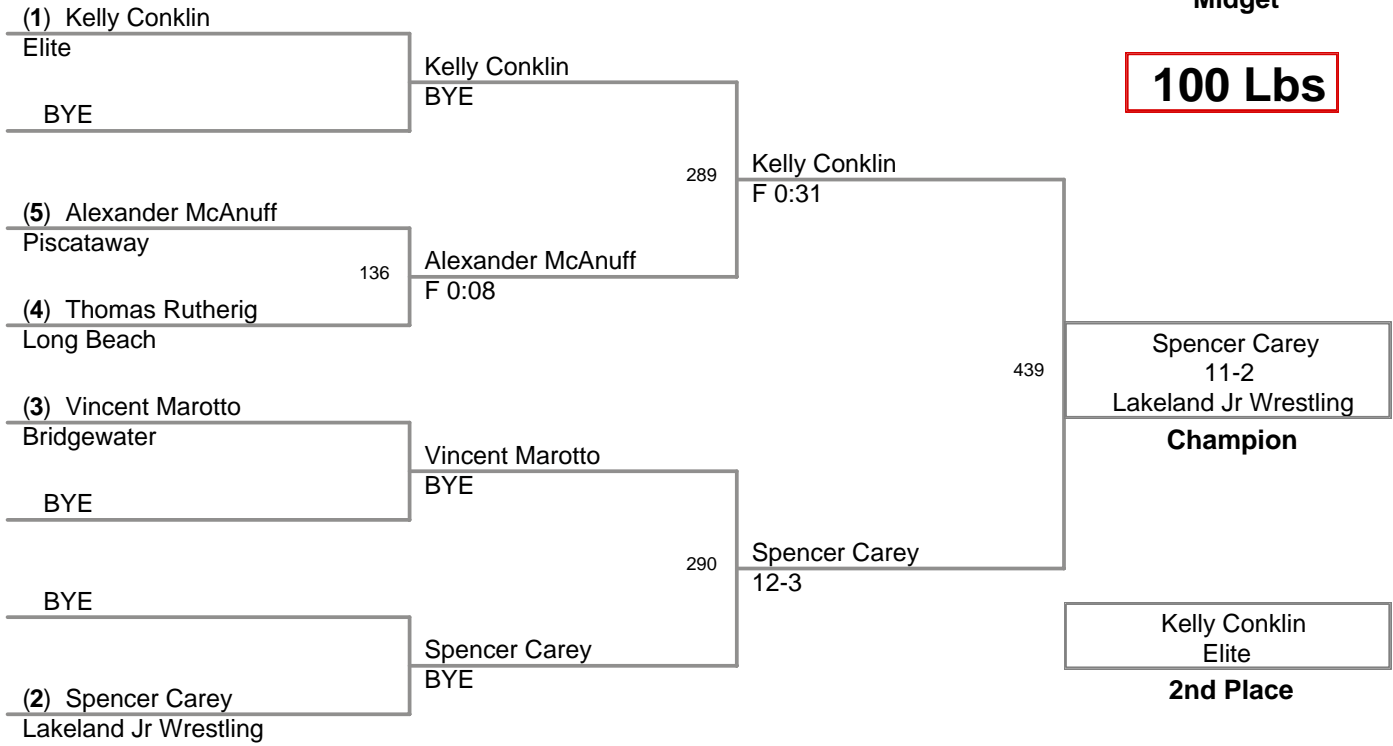 Midget
100 Lbs
(1) Kelly Conklin
Elite
BYE
(5) Alexander McAnuff
Piscataway
136
(4) Thomas Rutherig
Long Beach
(3) Vincent Marotto
Bridgewater
BYE
BYE
(2) Spencer Carey
Lakeland Jr Wrestling
Kelly Conklin
BYE
289
Alexander McAnuff
F 0:08
Vincent Marotto
BYE
290
Spencer Carey
BYE
Kelly Conklin
F 0:31
439
Spencer Carey
12-3
Spencer Carey
11-2
Lakeland Jr Wrestling
Champion
Kelly Conklin
Elite
2nd Place